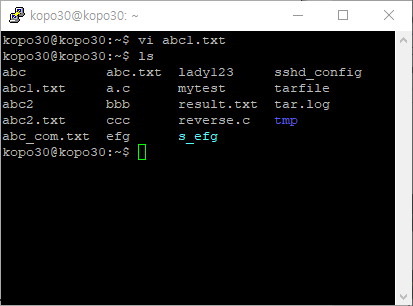 kopo30@kopo30: ~
kopo30@kopo30:~$ vi abc1.txt
kopo30@kopo30:~$ ls
abc abc.txt lady123 sshd_config
abc1.txt a.c mytest tarfile
abc2 bbb result.txt tar.log
abc2.txt ccc reverse.c tmp
abc_com.txt efg s_efg
kopo30@kopo30:~$